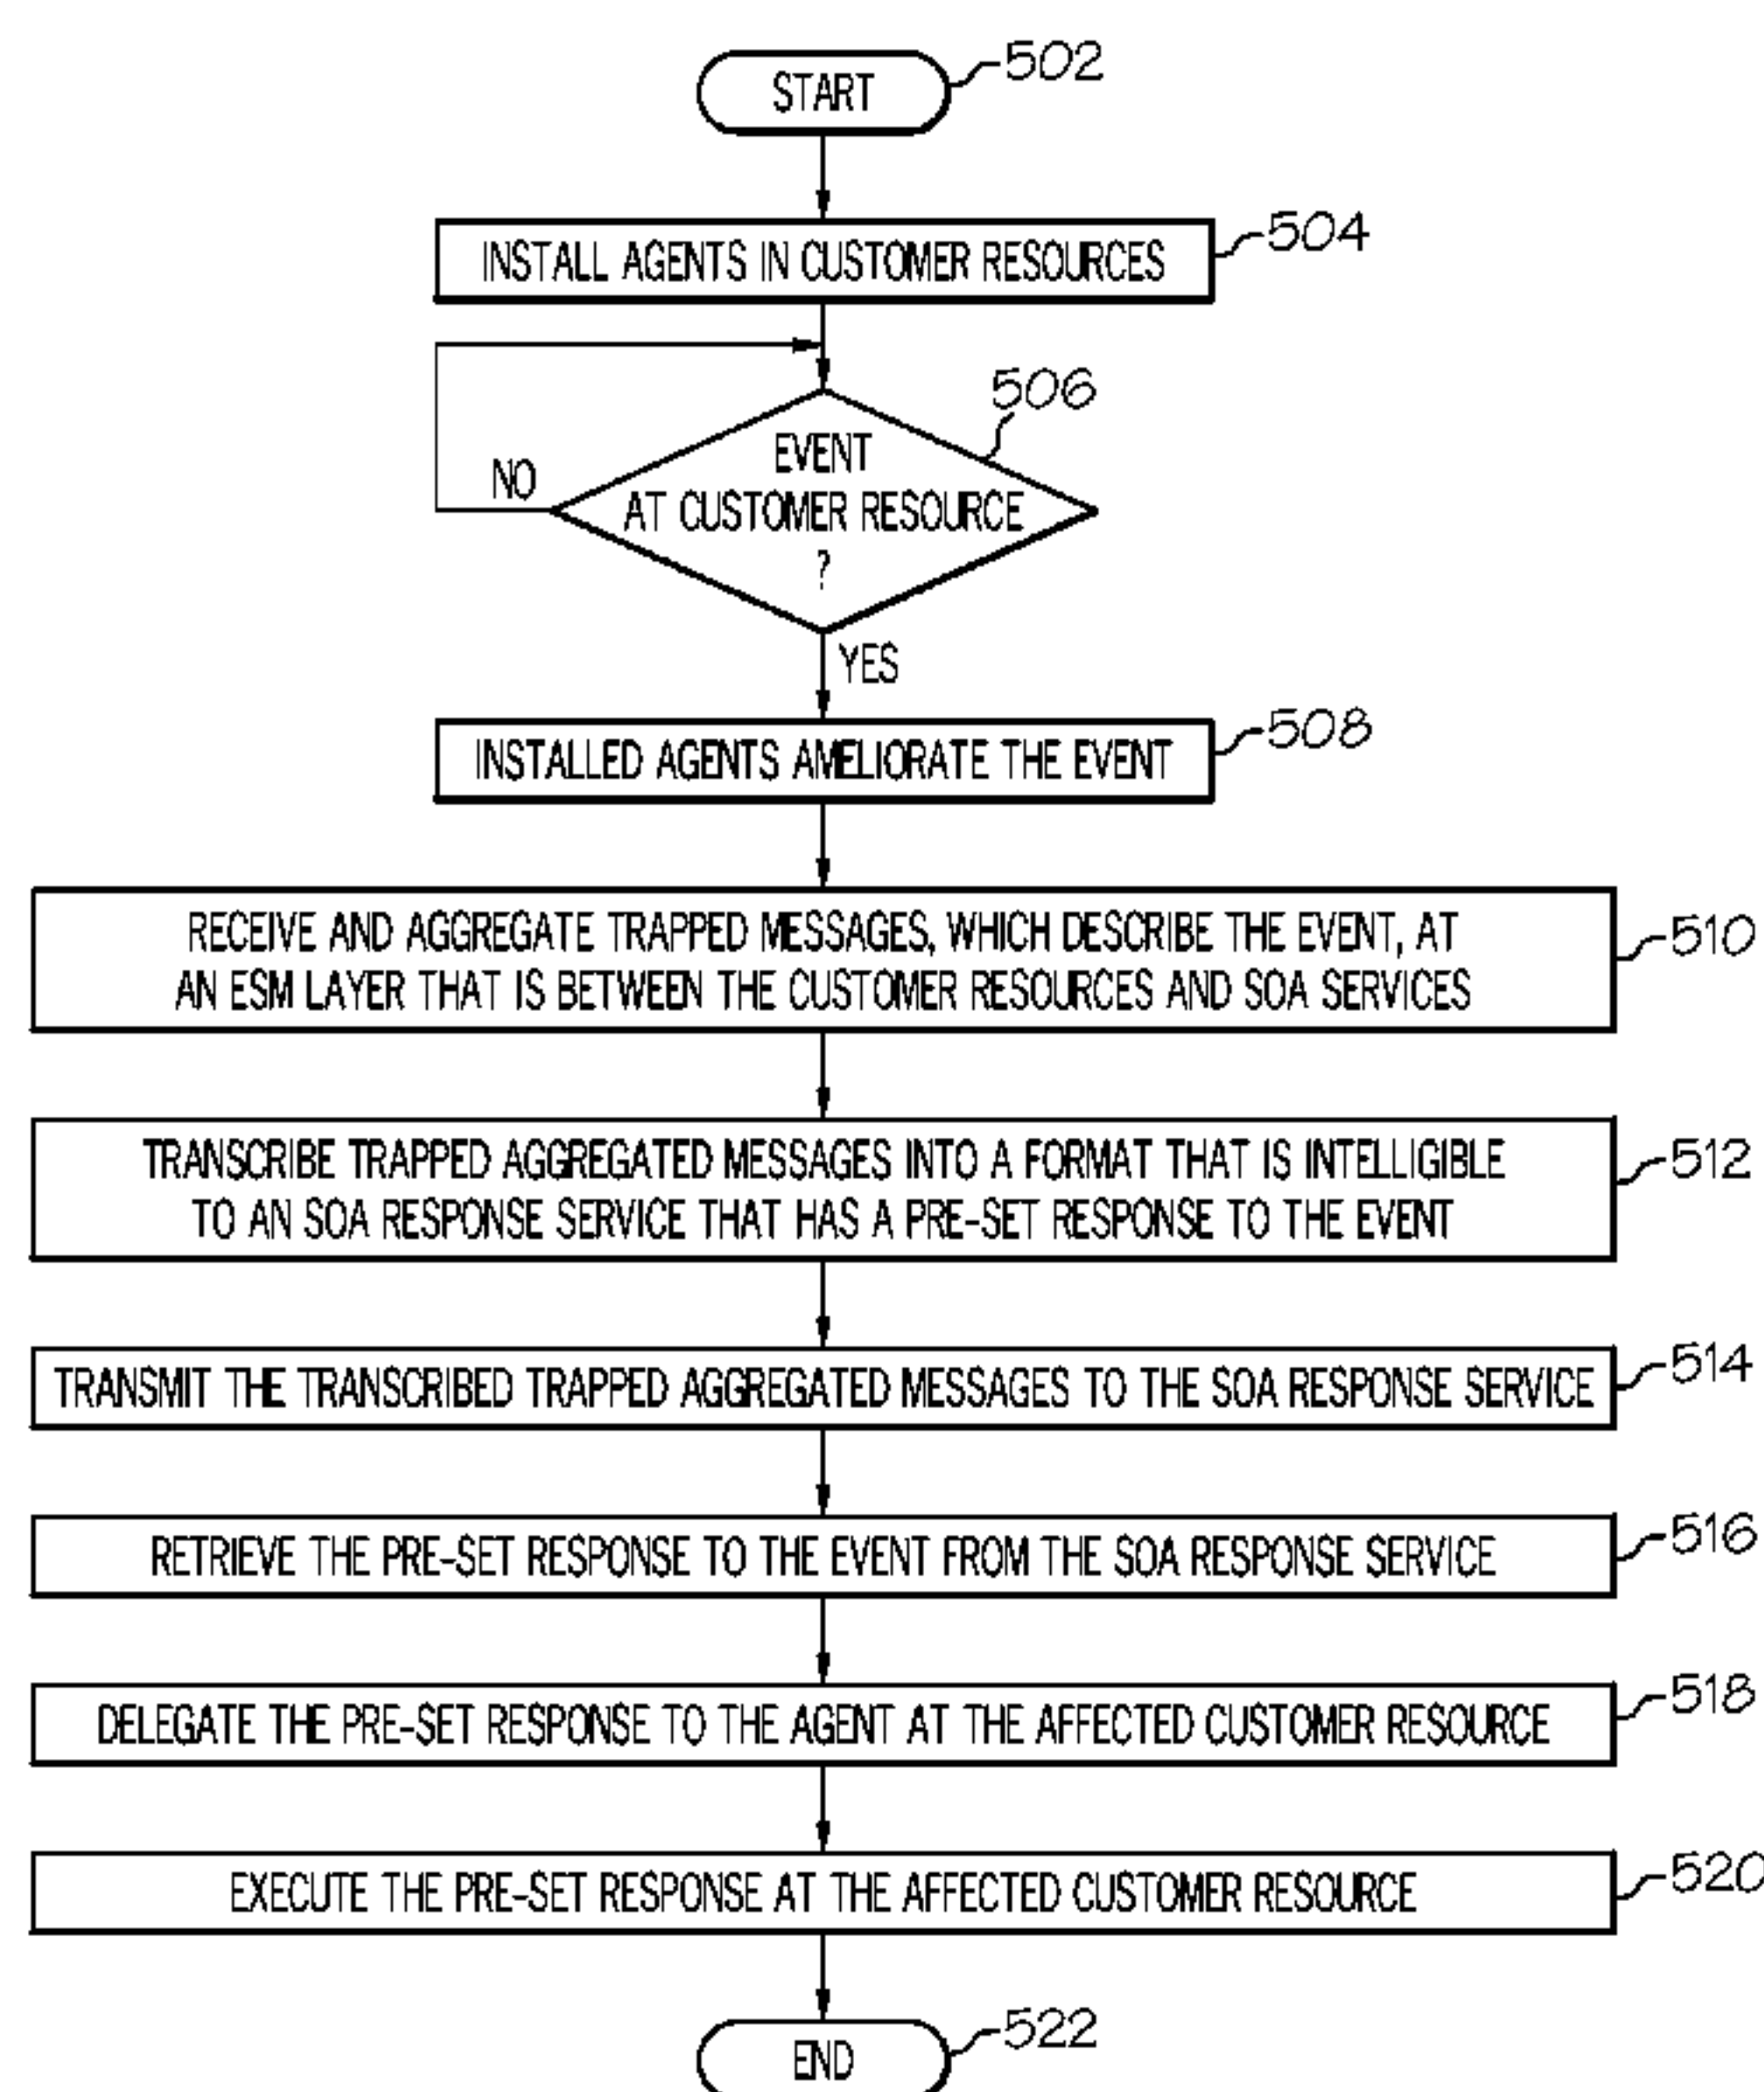 START
502
INSTALL AGENTS IN CUSTOMER RESOURCES
504
506
EVENT
AT CUSTOMER RESOURCE
?
NO
YES
INSTALLED AGENTS AMELIORATE THE EVENT
508
RECEIVE AND AGGREGATE TRAPPED MESSAGES, WHICH DESCRIBE THE EVENT, AT
AN ESM LAYER THAT IS BETWEEN THE CUSTOMER RESOURCES AND SOA SERVICES
510
TRANSCRIBE TRAPPED AGGREGATED MESSAGES INTO A FORMAT THAT IS INTELLIGIBLE
TO AN SOA RESPONSE SERVICE THAT HAS A PRE-SET RESPONSE TO THE EVENT
512
TRANSMIT THE TRANSCRIBED TRAPPED AGGREGATED MESSAGES TO THE SOA RESPONSE SERVICE
514
RETRIEVE THE PRE-SET RESPONSE TO THE EVENT FROM THE SOA RESPONSE SERVICE
516
DELEGATE THE PRE-SET RESPONSE TO THE AGENT AT THE AFFECTED CUSTOMER RESOURCE
518
EXECUTE THE PRE-SET RESPONSE AT THE AFFECTED CUSTOMER RESOURCE
520
END
522